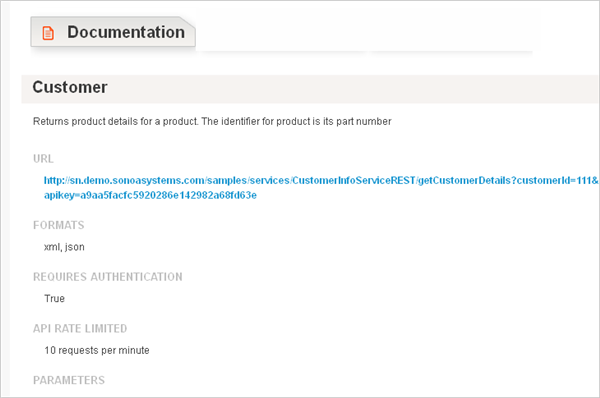 Documentation
Customer
Returns product details for a product. The identifier for product is its part number
URL
http://sn.demo.sonoasystems.com/samples/services/CustomerInfoServiceREST/getCustomerDetails?customerId=111&
apikey=a9aa5facfc5920286e142982a68fd63e
FORMATS
xml, json
REQUIRES AUTHENTICATION
True
API RATE LIMITED
10 requests per minute
PARAMETERS